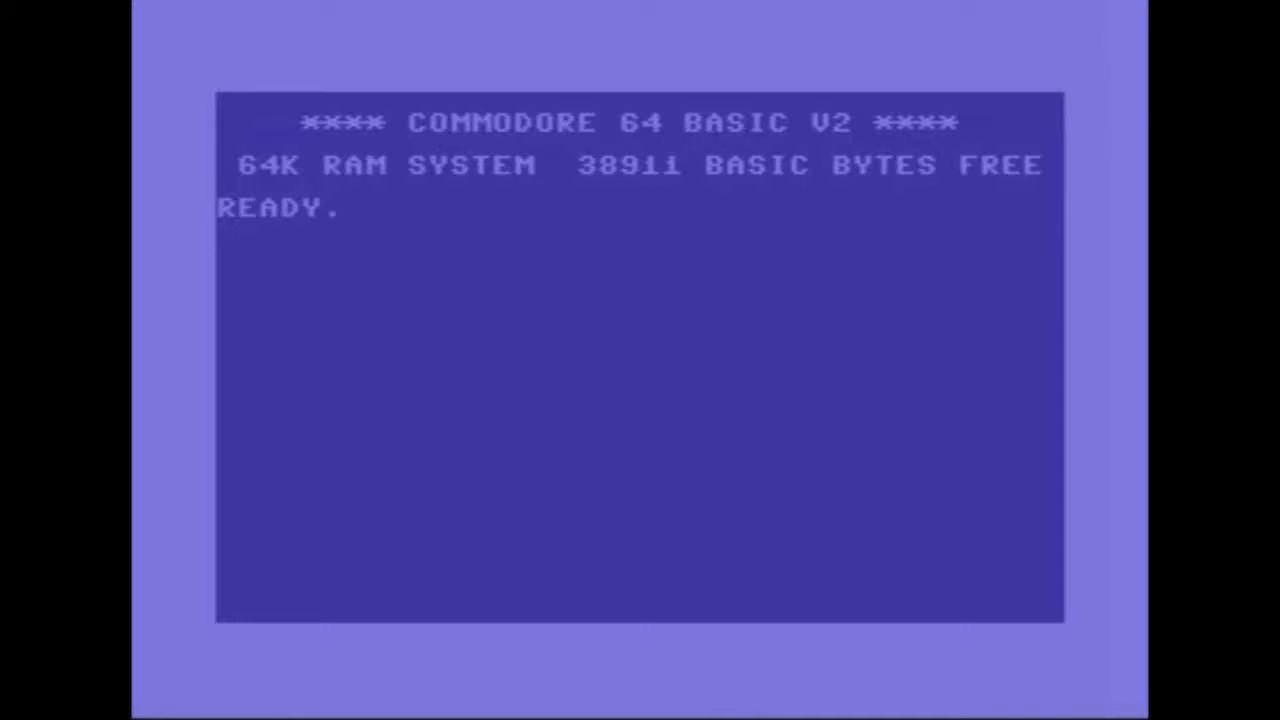 **** COMMODORE 64 BASIC V2 ****
64K RAM SYSTEM  38911 BASIC BYTES FREE
READY.